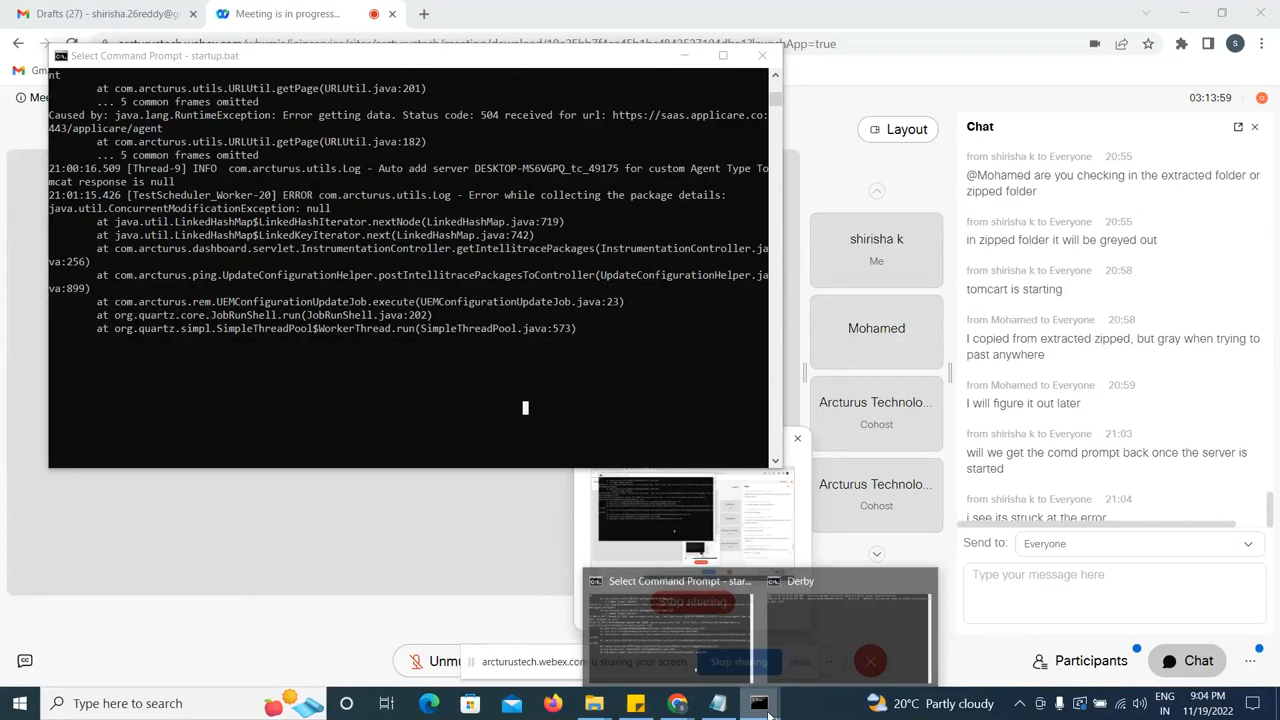 Drafts (27) - shirisha.26reddy@g
Meeting is in progress...
App=true
Gm
Select Command Prompt - startup.bat
nt
at com.arcturus.utils.URLUtil.getPage(URLUtil.java:201)
... 5 common frames omitted
Caused by: java.lang.RuntimeException: Error getting data. Status code: 504 received for url: https://saas.applicare.co:
443/applicare/agent
at com.arcturus.utils.URLUtil.getPage(URLUtil.java:182)
... 5 common frames omitted
21:00:16.509 [Thread-9] INFO com.arcturus.utils.Log - Auto add server DESKTOP-MS6VGPQ_tc_49175 for custom Agent Type To
mcat response is null
21:01:15.426 [TestScheduler_Worker-20] ERROR com.arcturus.utils.Log - Error while collecting the package details:
java.util.ConcurrentModificationException: null
at java.util.LinkedHashMap$LinkedHashIterator.nextNode(LinkedHashMap.java:719)
at java.util.LinkedHashMap$LinkedKeyIterator.next(LinkedHashMap.java:742)
at com.arcturus.dashboard.servlet.InstrumentationController.getIntellitracePackages(InstrumentationController.ja
va:256)
at com.arcturus.ping.UpdateConfigurationHelper.postIntellitracePackagesToController(UpdateConfigurationHelper.ja
va:899)
at com.arcturus.rem.UEMConfigurationUpdateJob.execute(UEMConfigurationUpdateJob.java:23)
at org.quartz.core.JobRunShell.run(JobRunShell.java:202)
at org.quartz.simpl.SimpleThreadPool$WorkerThread.run(SimpleThreadPool.java:573)
03:13:59
Layout
shirisha k
Me
Mohamed
Arcturus Technolo...
Cohost
Arcturus Technolo...
Cohost
Chat
from shirisha k to Everyone 20:55
@Mohamed are you checking in the extracted folder or
zipped folder
from shirisha k to Everyone 20:55
in zipped folder it will be greyed out
from shirisha k to Everyone 20:58
tomcart is starting
from Mohamed to Everyone 20:58
I copied from extracted zipped, but gray when trying to
past anywhere
from Mohamed to Everyone 20:59
I will figure it out later
from shirisha k to Everyone 21:03
will we get the comd prompt back once the server is
started
Send to:
Everyone
Type your message here
Select Command Prompt - star...
Derby
Stop sharing
arcturustech.webex.com is sharing your screen.
Stop sharing
Hide
Type here to search
20°C Partly cloudy
ENG
IN
11/19/2022